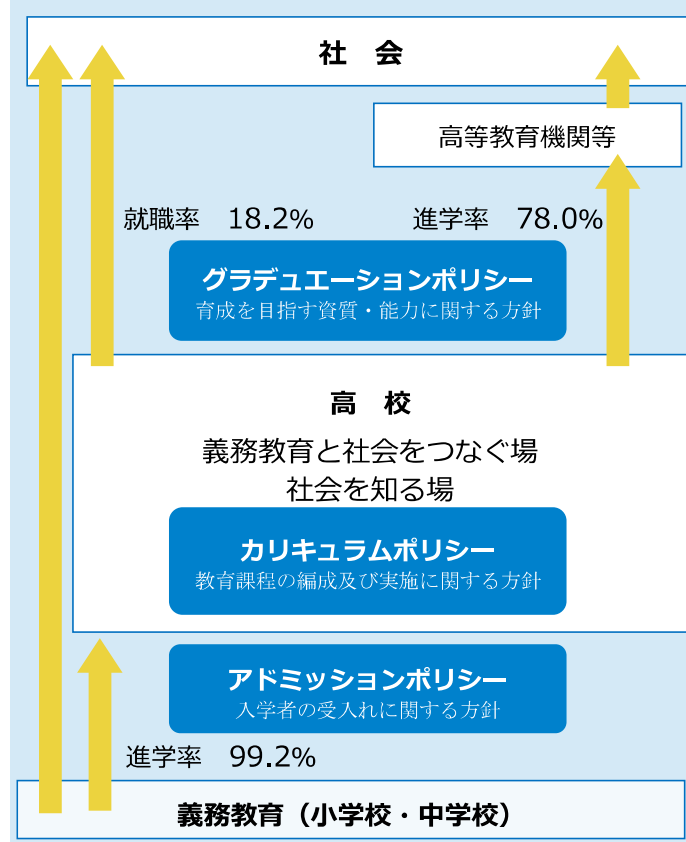 社　会
高等教育機関等
就職率　18.2%　進学率　78.0%
グラデュエーションポリシー
育成を目指す資質・能力に関する方針
高　校
義務教育と社会をつなぐ場
社会を知る場
カリキュラムポリシー
教育課程の編成及び実施に関する方針
アドミッションポリシー
入学者の受入れに関する方針
進学率　99.2%
義務教育（小学校・中学校）